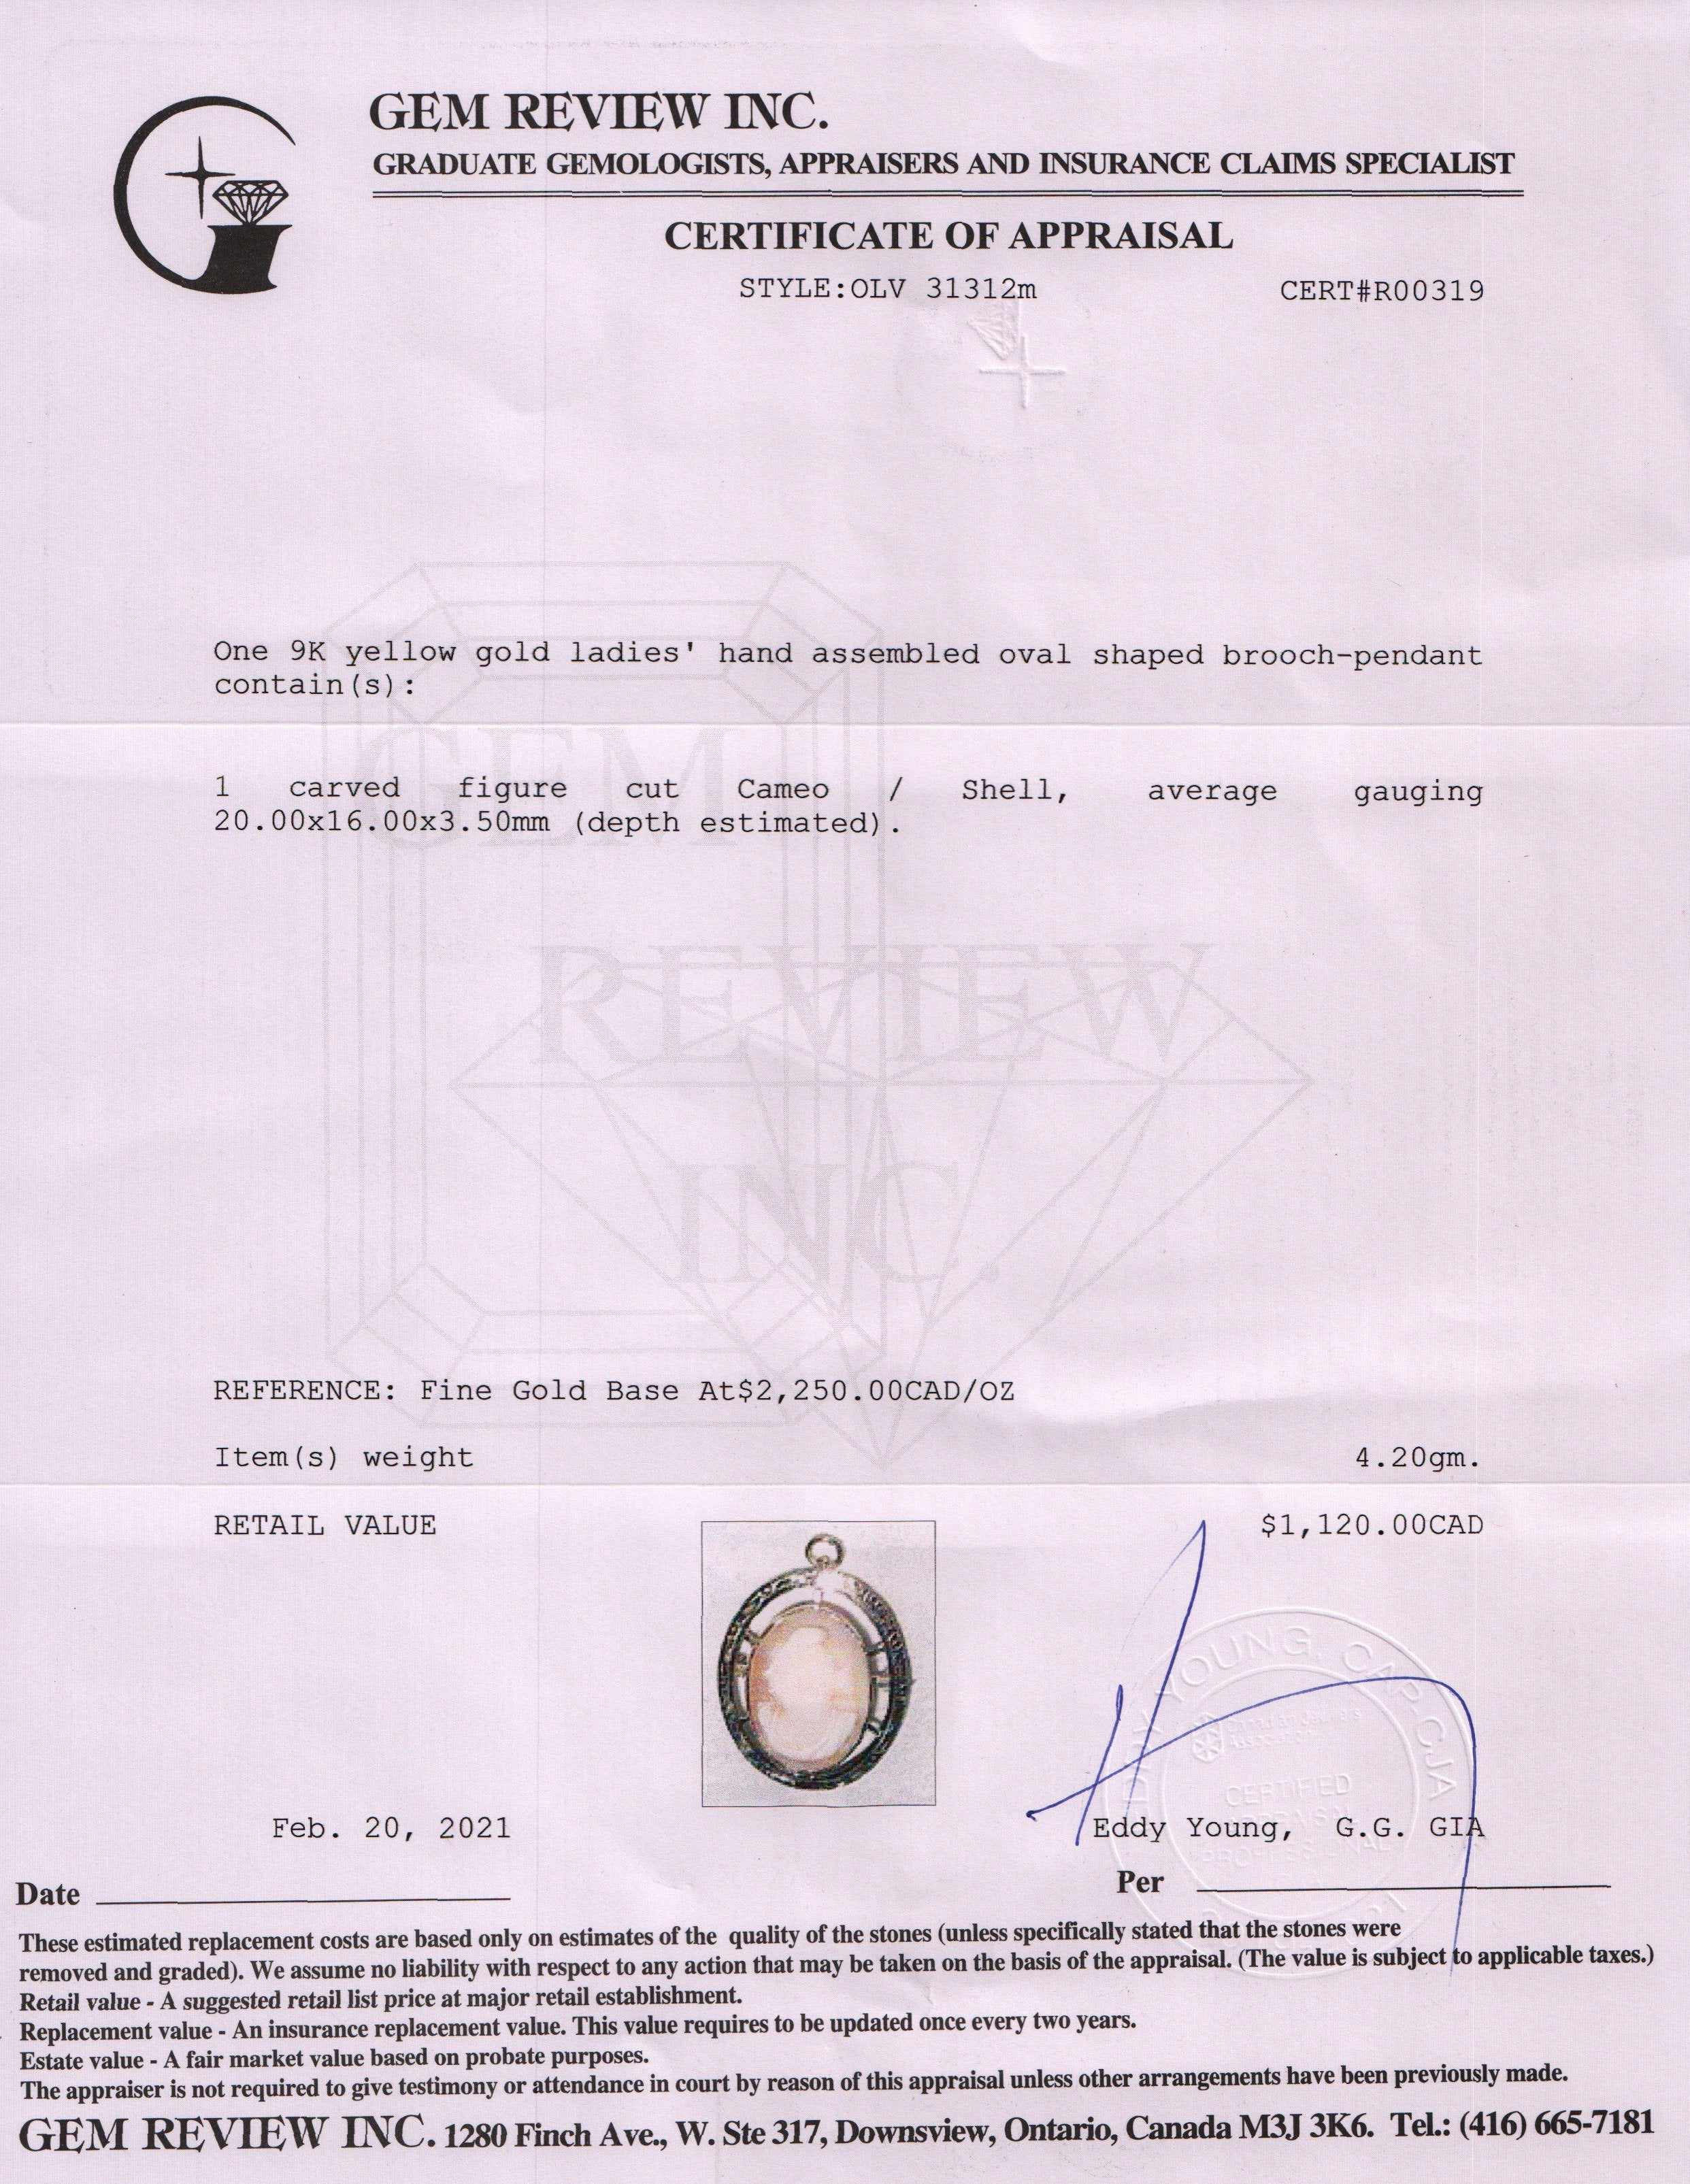 GEM REVIEW INC.
GRADUATE GEMOLOGISTS, APPRAISERS AND INSURANCE CLAIMS SPECIALIST
CERTIFICATE OF APPRAISAL
STYLE:OLV 31312m CERT#R00319
One 9K yellow gold ladies' hand assembled oval shaped brooch-pendant
contain(s):
1 carved figure cut Cameo / Shell, average gauging
20.00x16.00x3.50mm (depth estimated).
GEM
REVIEW
INC.
REFERENCE: Fine Gold Base At$2,250.00CAD/OZ
Item(s) weight 4.20gm.
RETAIL VALUE $1,120.00CAD
YOUNG, CAP-CJA
CERTIFIED
Feb. 20, 2021 Eddy Young, G.G. GIA
Date Per
These estimated replacement costs are based only on estimates of the quality of the stones (unless specifically stated that the stones were
removed and graded). We assume no liability with respect to any action that may be taken on the basis of the appraisal. (The value is subject to applicable taxes.)
Retail value - A suggested retail list price at major retail establishment.
Replacement value - An insurance replacement value. This value requires to be updated once every two years.
Estate value - A fair market value based on probate purposes.
The appraiser is not required to give testimony or attendance in court by reason of this appraisal unless other arrangements have been previously made.
GEM REVIEW INC. 1280 Finch Ave., W. Ste 317, Downsview, Ontario, Canada M3J 3K6. Tel.: (416) 665-7181